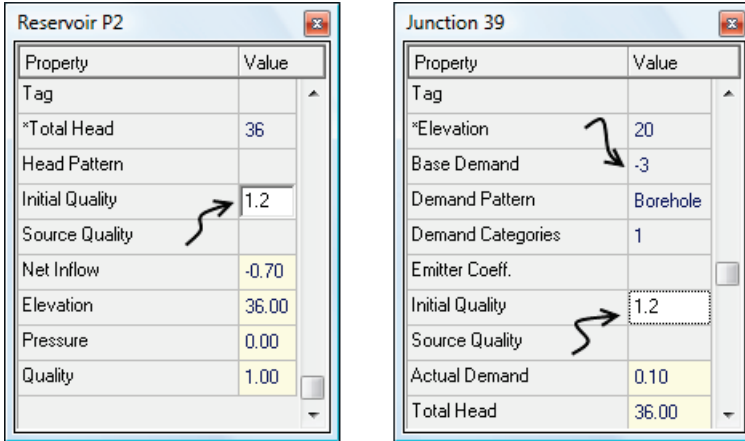 Reservoir P2
Property Value
Tag
*Total Head 36
Head Pattern
Initial Quality 1.2
Source Quality
Net Inflow -0.70
Elevation 36.00
Pressure 0.00
Quality 1.00
Junction 39
Property Value
Tag
*Elevation 20
Base Demand -3
Demand Pattern Borehole
Demand Categories 1
Emitter Coeff.
Initial Quality 1.2
Source Quality
Actual Demand 0.10
Total Head 36.00